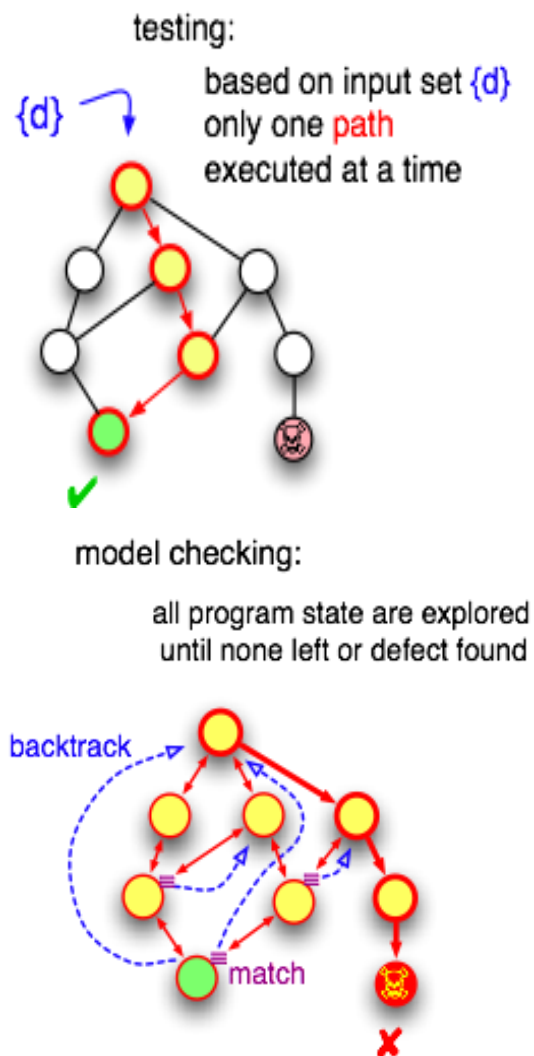 testing:
based on input set {d}
{d}
only one path
executed at a time
model checking:
all program state are explored
until none left or defect found
backtrack
match